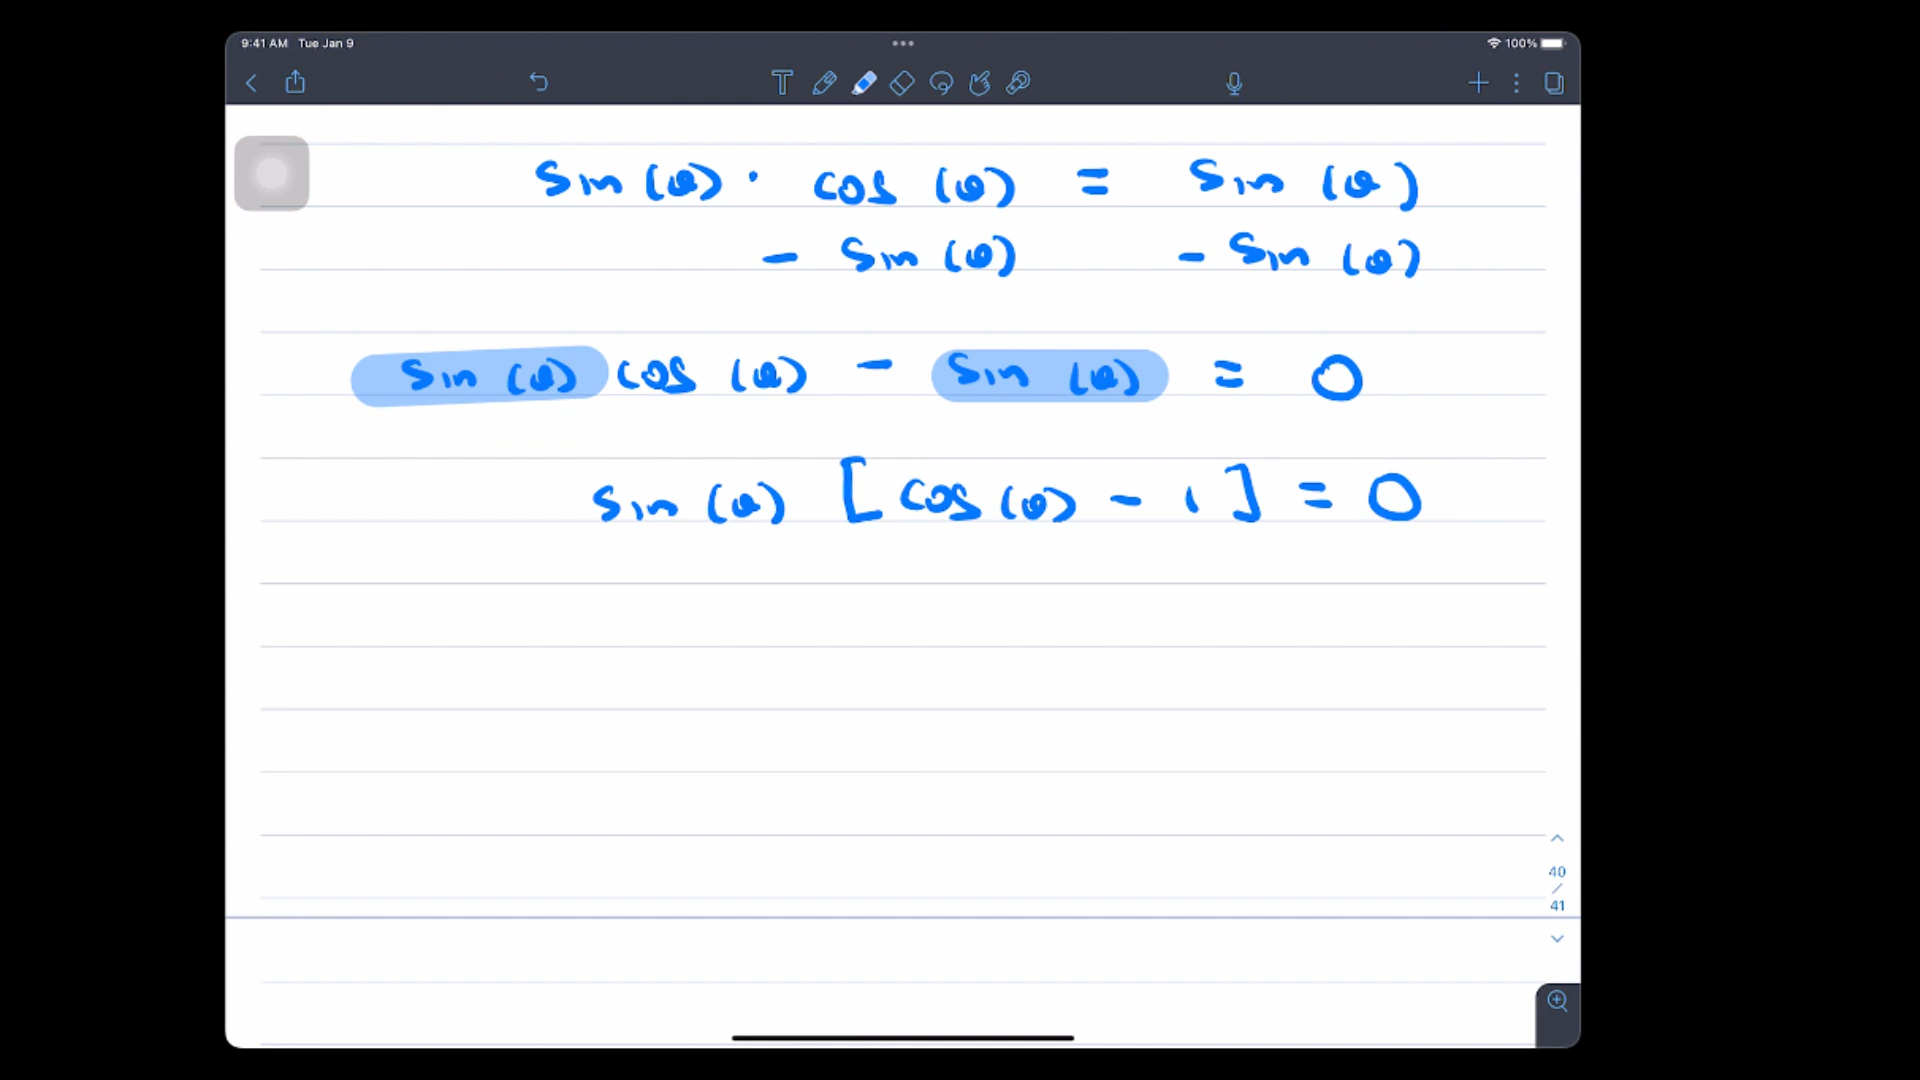 9:41 AM Tue Jan 9
100%
sin (θ) · cos (θ) = sin (θ)
- sin (θ) - sin (θ)
sin (θ) cos (θ) - sin (θ) = 0
sin (θ) [cos (θ) - 1] = 0
40
/
41